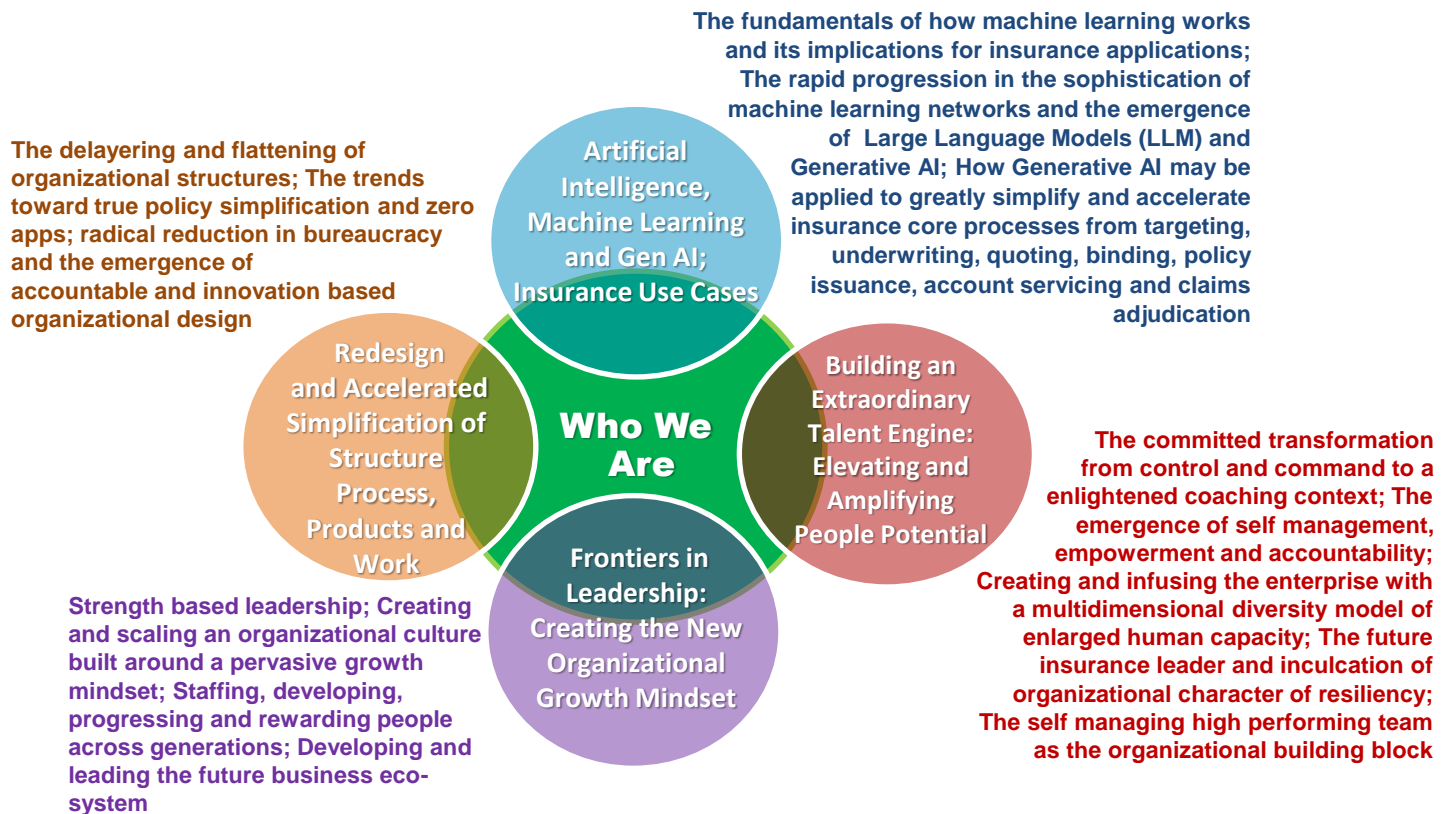 The fundamentals of how machine learning works
and its implications for insurance applications;
The rapid progression in the sophistication of
machine learning networks and the emergence
of Large Language Models (LLM) and
Generative AI; How Generative AI may be
applied to greatly simplify and accelerate
insurance core processes from targeting,
underwriting, quoting, binding, policy
issuance, account servicing and claims
adjudication
The delayering and flattening of
organizational structures; The trends
toward true policy simplification and zero
apps; radical reduction in bureaucracy
and the emergence of
accountable and innovation based
organizational design
Artificial
Intelligence,
Machine Learning
and Gen AI;
Insurance Use Cases
Redesign
and Accelerated
Simplification of
Structure
Process,
Products and
Work
Who We
Are
Building an
Extraordinary
Talent Engine:
Elevating and
Amplifying
People Potential
The committed transformation
from control and command to a
enlightened coaching context; The
emergence of self management,
empowerment and accountability;
Creating and infusing the enterprise with
a multidimensional diversity model of
enlarged human capacity; The future
insurance leader and inculcation of
organizational character of resiliency;
The self managing high performing team
as the organizational building block
Frontiers in
Leadership:
Creating the New
Organizational
Growth Mindset
Strength based leadership; Creating
and scaling an organizational culture
built around a pervasive growth
mindset; Staffing, developing,
progressing and rewarding people
across generations; Developing and
leading the future business eco-
system